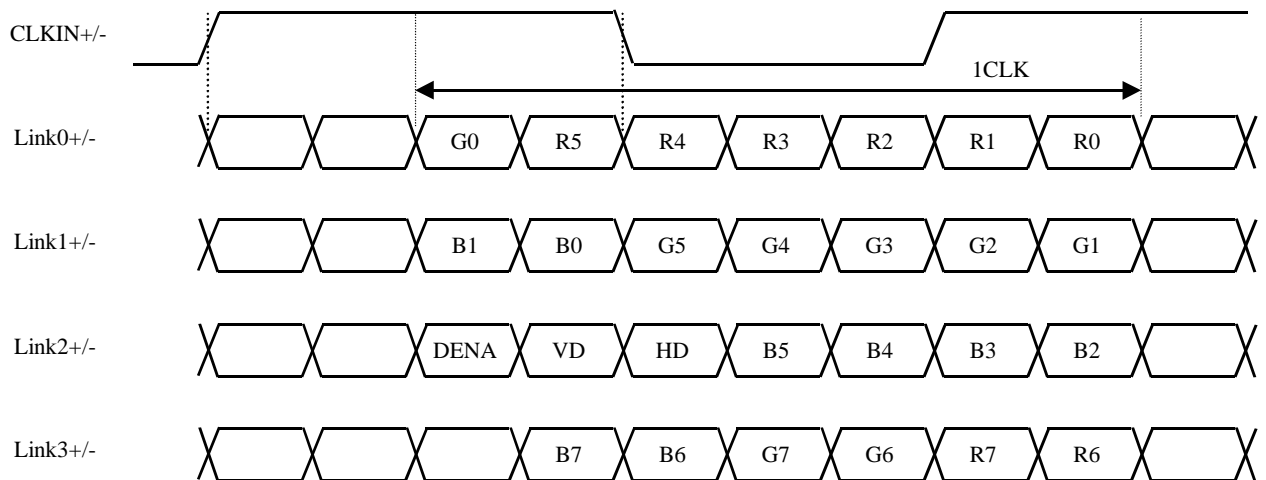 CLKIN+/-
1CLK
Link0+/- G0 R5 R4 R3 R2 R1 R0
Link1+/- B1 B0 G5 G4 G3 G2 G1
Link2+/- DENA VD HD B5 B4 B3 B2
Link3+/- B7 B6 G7 G6 R7 R6